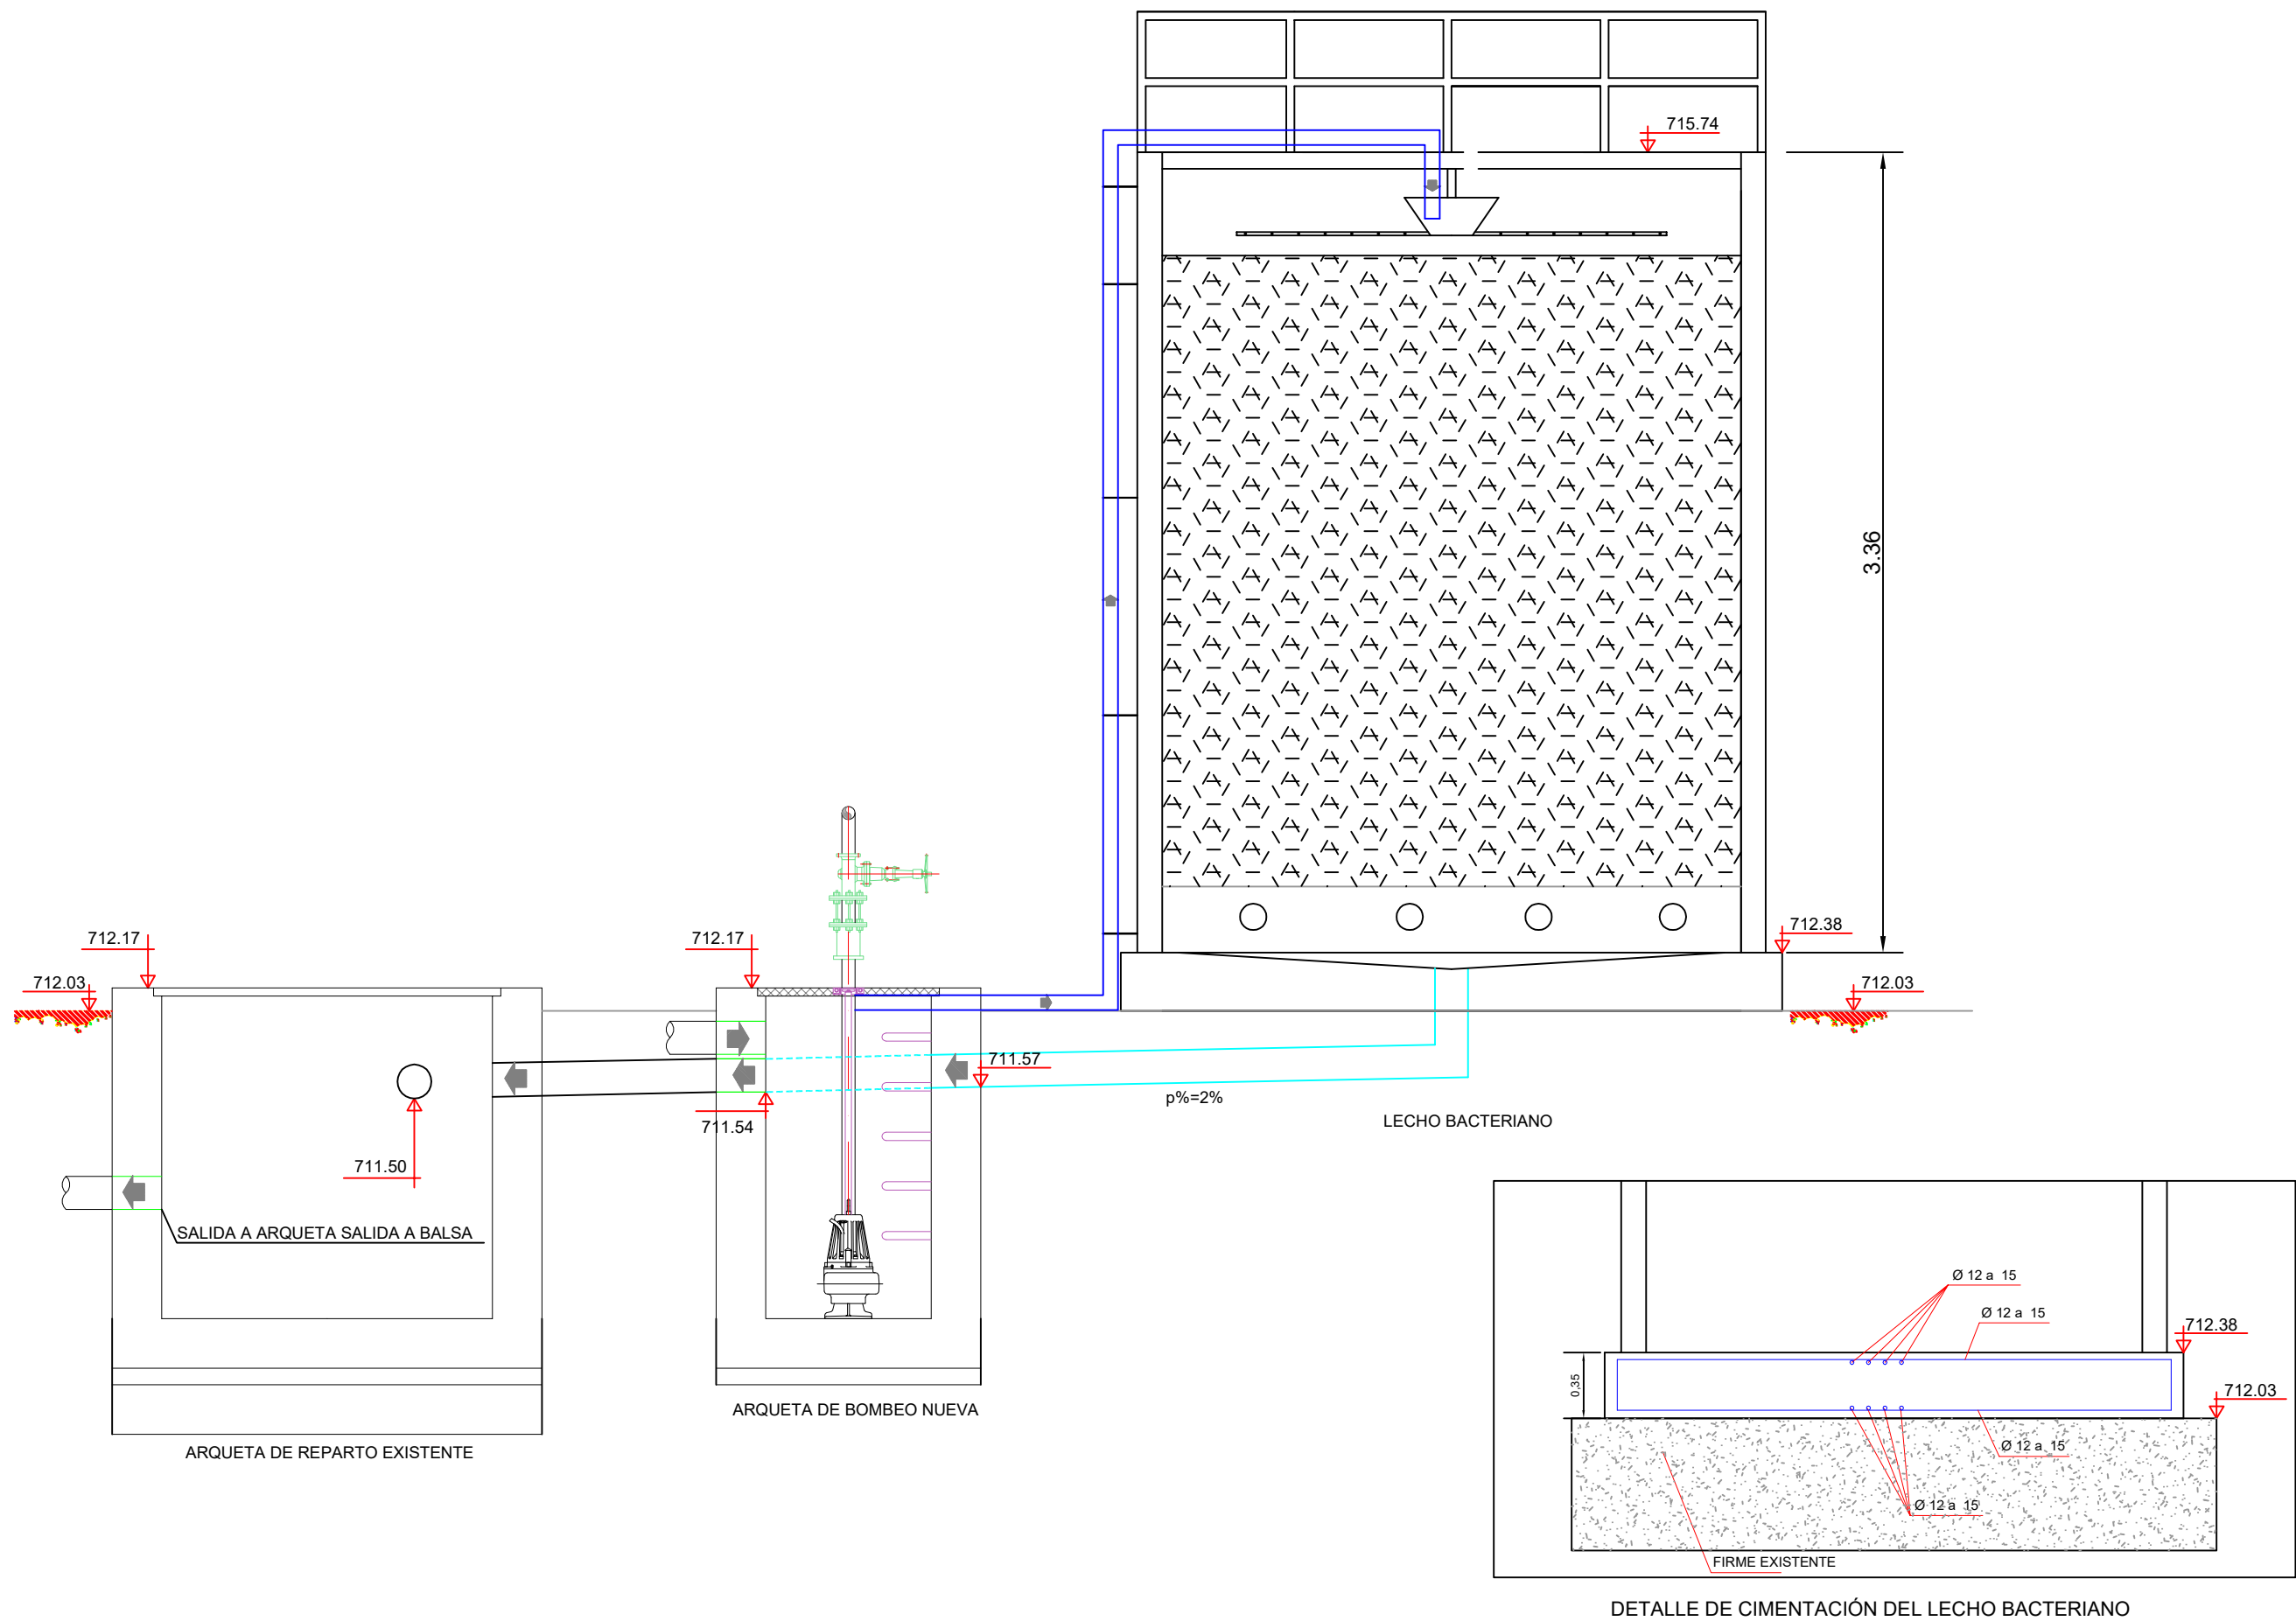 715.74
3.36
712.17
712.17
712.38
712.03
712.03
711.57
p%=2%
LECHO BACTERIANO
711.54
711.50
SALIDA A ARQUETA SALIDA A BALSA
Ø 12 a 15
Ø 12 a 15
712.38
0,35
712.03
ARQUETA DE BOMBEO NUEVA
Ø 12 a 15
ARQUETA DE REPARTO EXISTENTE
Ø 12 a 15
FIRME EXISTENTE
DETALLE DE CIMENTACIÓN DEL LECHO BACTERIANO